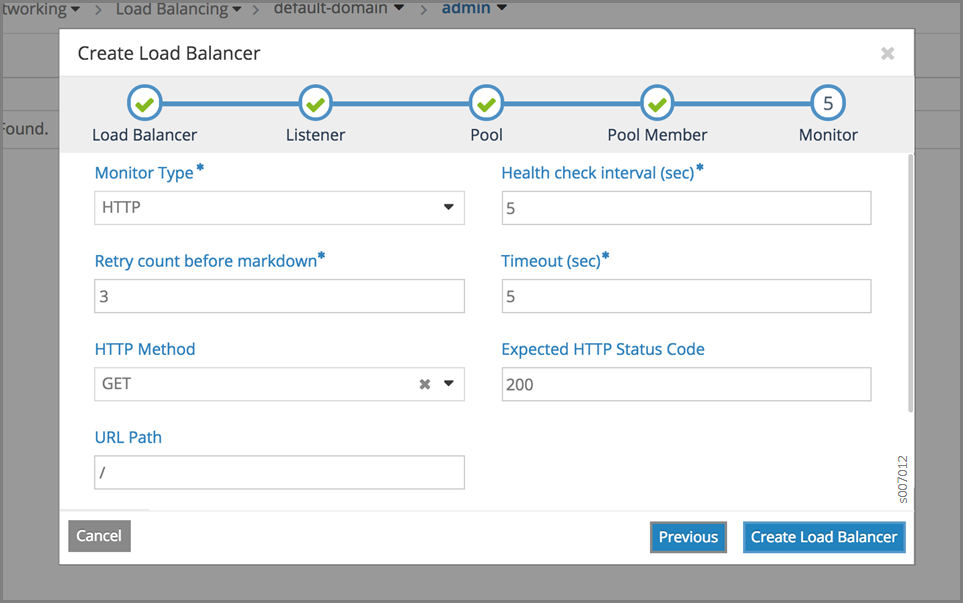 tworking > Load Balancing > default-domain > admin
Create Load Balancer ×
5
Load Balancer Listener Pool Pool Member Monitor
Found.
Monitor Type* Health check interval (sec)*
HTTP 5
Retry count before markdown* Timeout (sec)*
3 5
HTTP Method Expected HTTP Status Code
GET × 200
URL Path
/
s007012
Cancel Previous Create Load Balancer